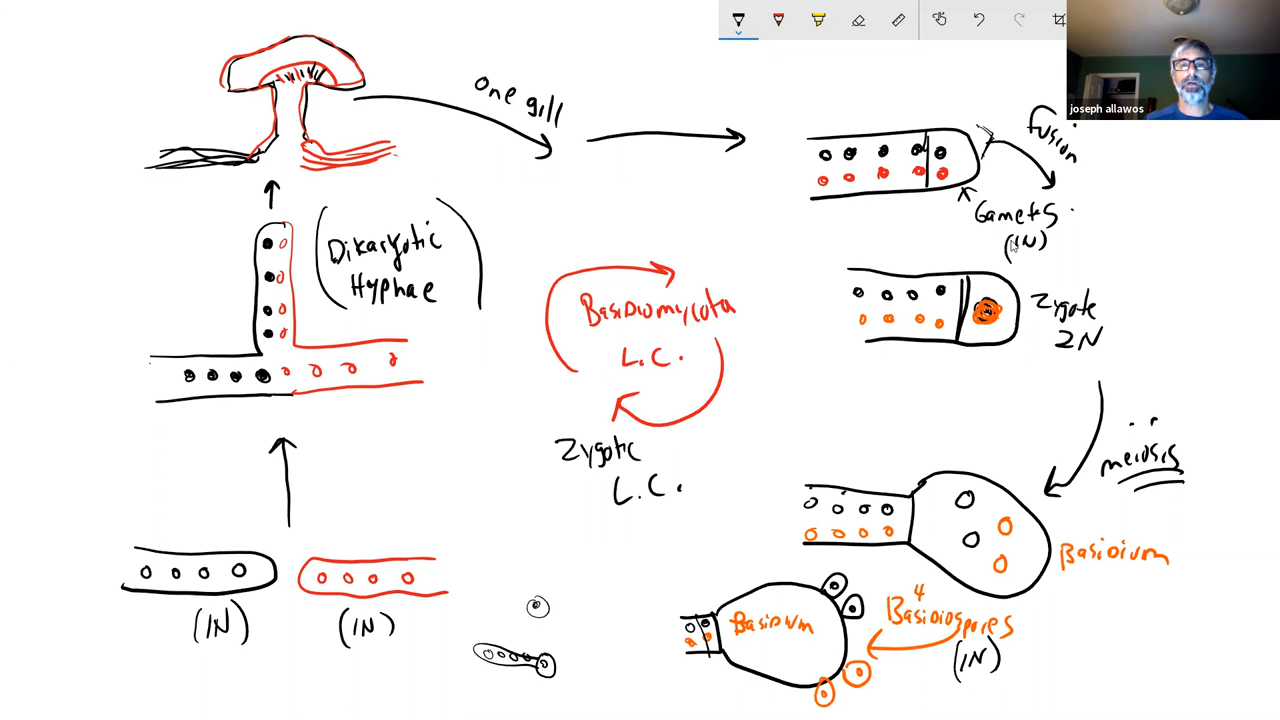 joseph allawos
One gill
Fusion
Gametes
(1N)
Dikaryotic
Hyphae
Basidiomycota
L.C.
Zygote
2N
Zygotic
L.C.
meiosis
Basidium
(1N)
(1N)
Basidium
4
Basidiospores
(1N)